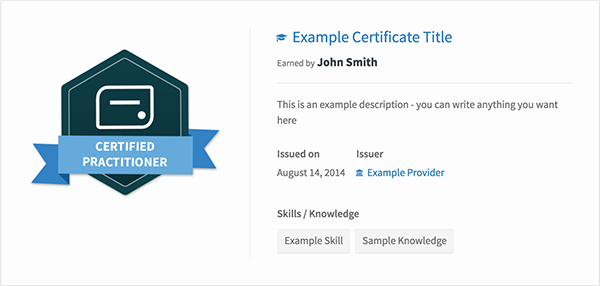 CERTIFIED
PRACTITIONER
Example Certificate Title
Earned by John Smith
This is an example description - you can write anything you want
here
Issued on Issuer
August 14, 2014 Example Provider
Skills / Knowledge
Example Skill Sample Knowledge